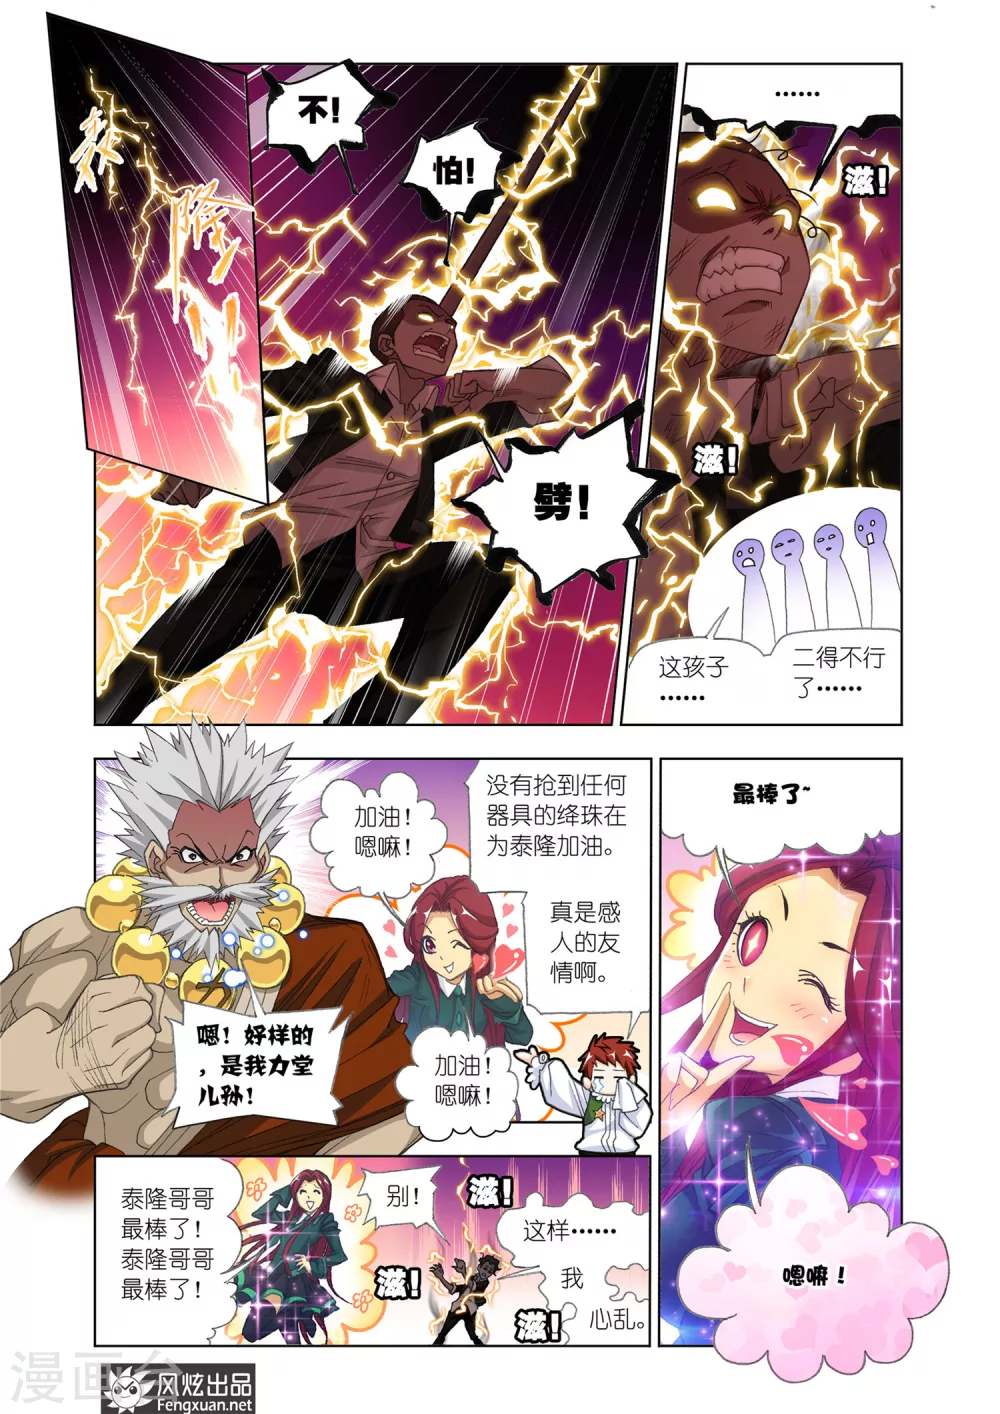 轰
隆
不！
怕！
劈！
……
滋！
滋！
这孩子
……
二得不行
了……
加油！
嗯嘛！
没有抢到任何
器具的绛珠在
为泰隆加油。
真是感
人的友
情啊。
嗯！好样的
，是我力堂
儿孙！
加油！
嗯嘛！
最棒了~
嗯嘛！
泰隆哥哥
最棒了！
泰隆哥哥
最棒了！
别！
滋！
滋！
滋！
这样……
我
心乱。
漫画台
风炫出品
Fengxuan.net